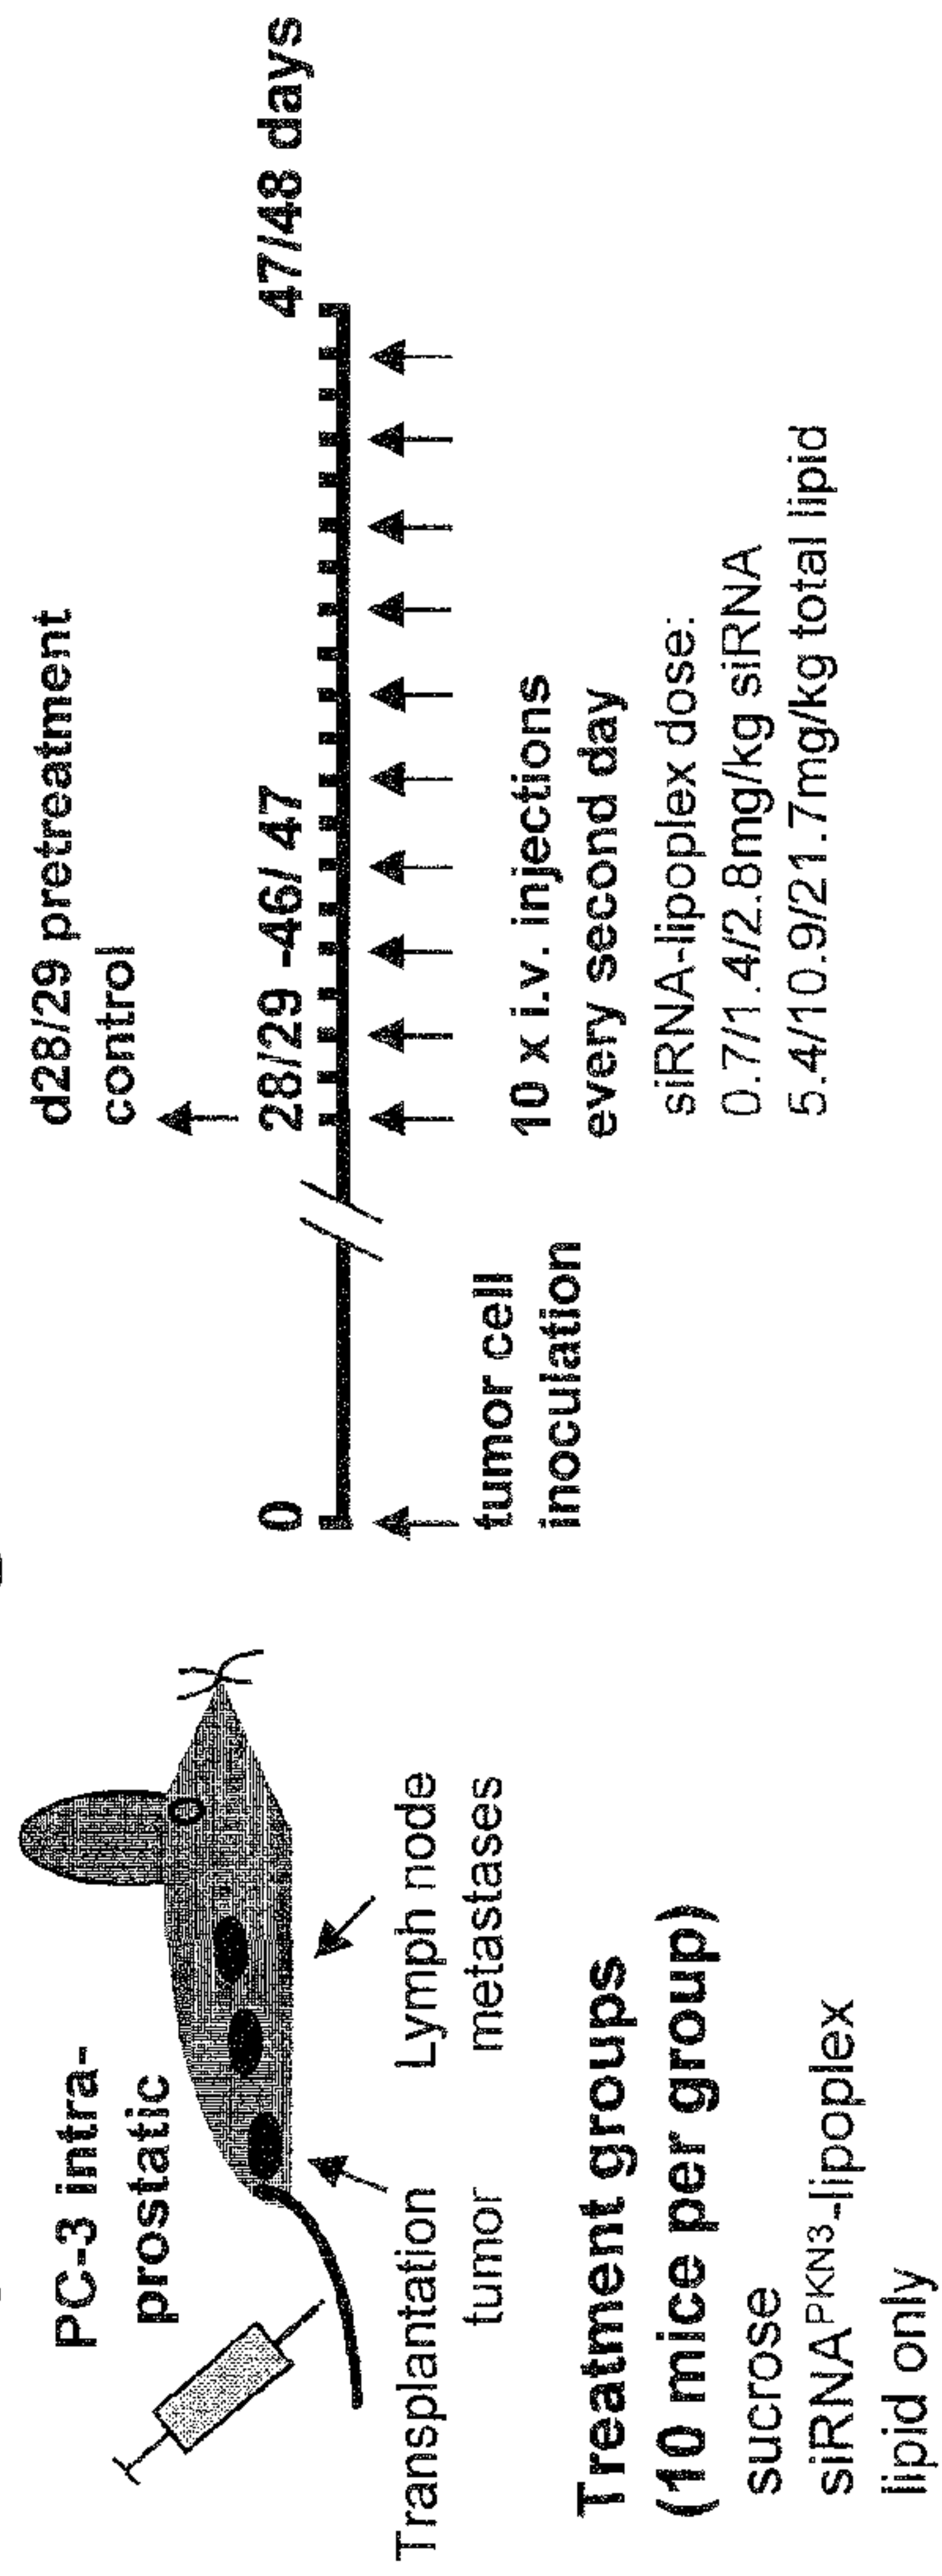 PC-3 intra-
prostatic
Transplantation
tumor
Lymph node
metastases
Treatment groups
(10 mice per group)
sucrose
siRNAPKN3-lipoplex
lipid only
d28/29 pretreatment
control
0
28/29 -46/ 47
47/48 days
tumor cell
inoculation
10 x i.v. injections
every second day
siRNA-lipoplex dose:
0.7/1.4/2.8mg/kg siRNA
5.4/10.9/21.7mg/kg total lipid